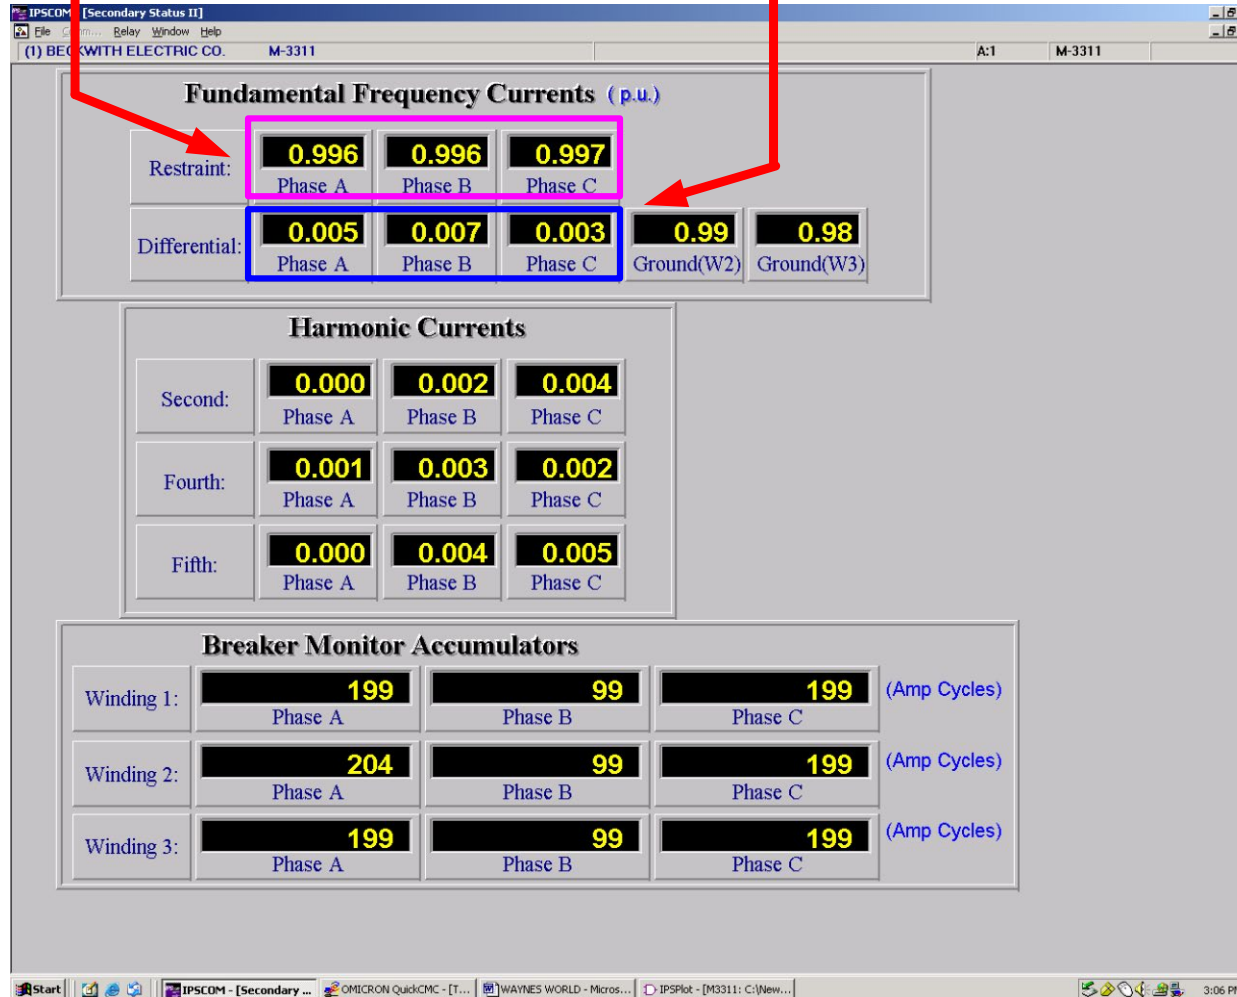 IPSCOM - [Secondary Status II]
File Comm... Relay Window Help
(1) BECKWITH ELECTRIC CO. M-3311 A:1 M-3311
Fundamental Frequency Currents (p.u.)
Restraint: 0.996 0.996 0.997
Phase A Phase B Phase C
Differential: 0.005 0.007 0.003 0.99 0.98
Phase A Phase B Phase C Ground(W2) Ground(W3)
Harmonic Currents
Second: 0.000 0.002 0.004
Phase A Phase B Phase C
Fourth: 0.001 0.003 0.002
Phase A Phase B Phase C
Fifth: 0.000 0.004 0.005
Phase A Phase B Phase C
Breaker Monitor Accumulators
Winding 1: 199 99 199 (Amp Cycles)
Phase A Phase B Phase C
Winding 2: 204 99 199 (Amp Cycles)
Phase A Phase B Phase C
Winding 3: 199 99 199 (Amp Cycles)
Phase A Phase B Phase C
Start IPSCOM - [Secondary ... OMICRON QuickCMC - [T... WAYNES WORLD - Micros... IPSPlot - [M3311: C:\New... 3:06 PM